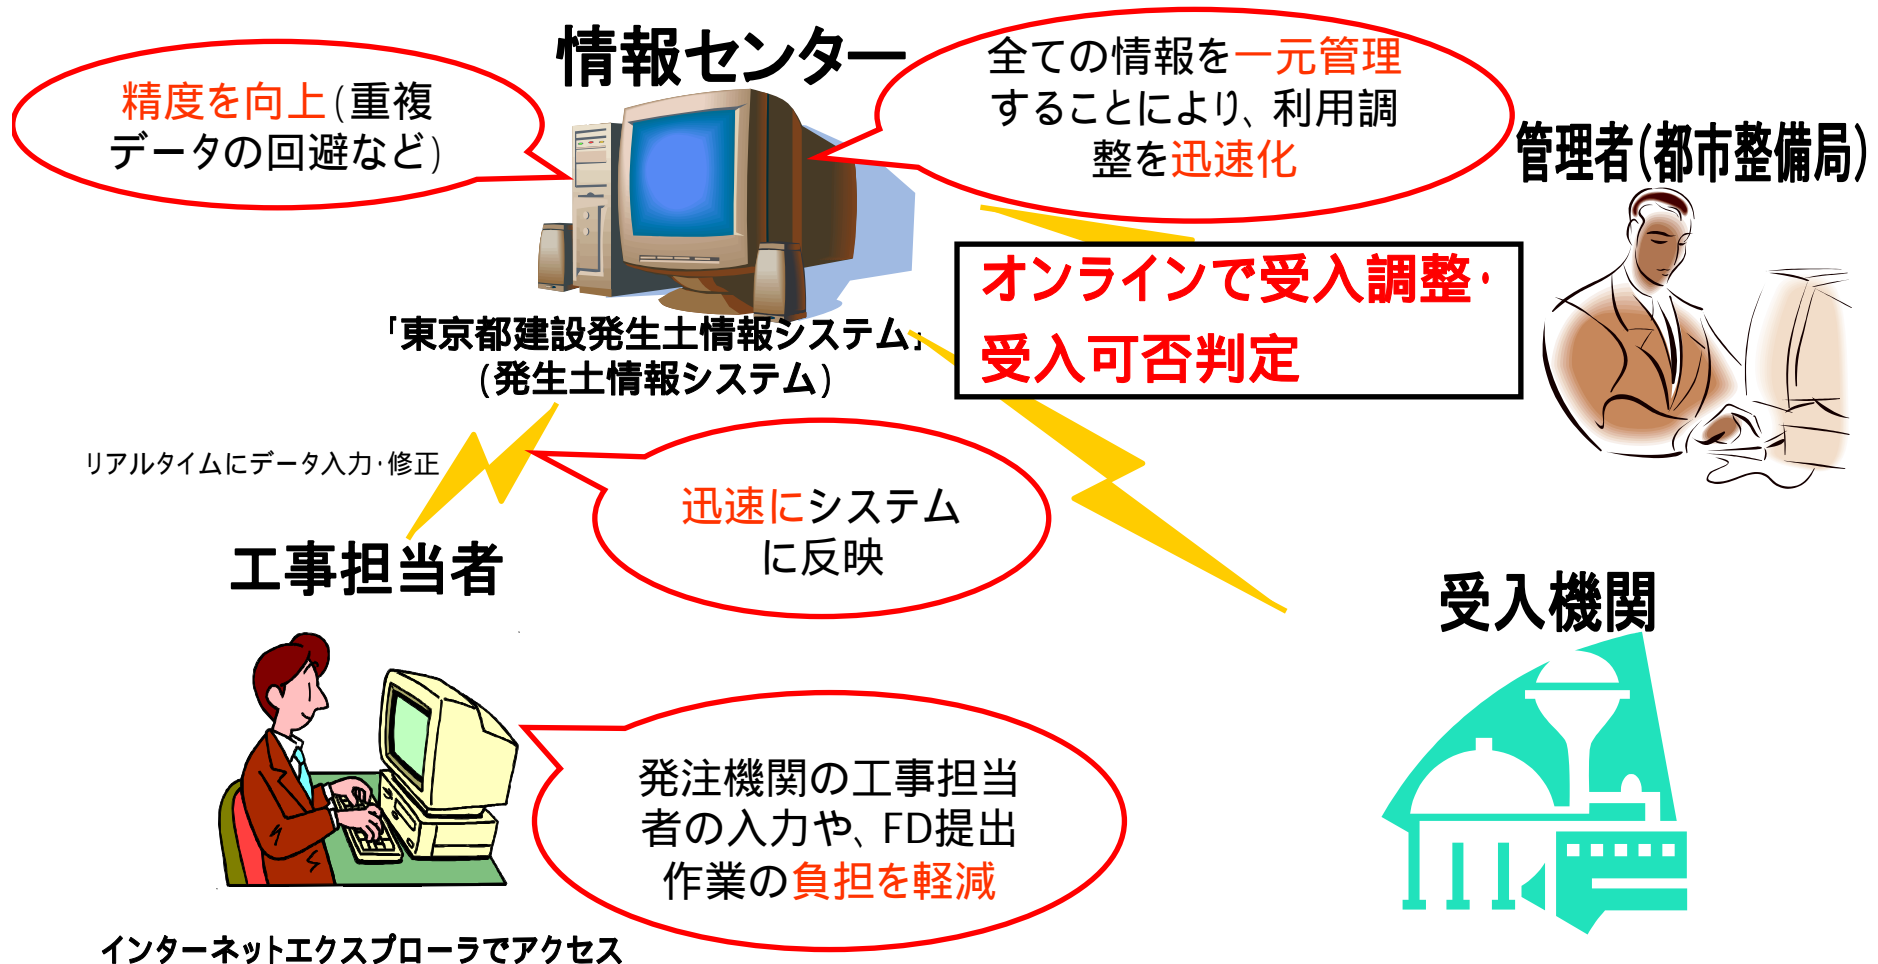 情報センター
精度を向上(重複
データの回避など)
全ての情報を一元管理
することにより、利用調
整を迅速化
管理者(都市整備局)
オンラインで受入調整・
受入可否判定
「東京都建設発生土情報システム」
(発生土情報システム)
リアルタイムにデータ入力・修正
迅速にシステム
に反映
工事担当者
受入機関
発注機関の工事担当
者の入力や、FD提出
作業の負担を軽減
インターネットエクスプローラでアクセス